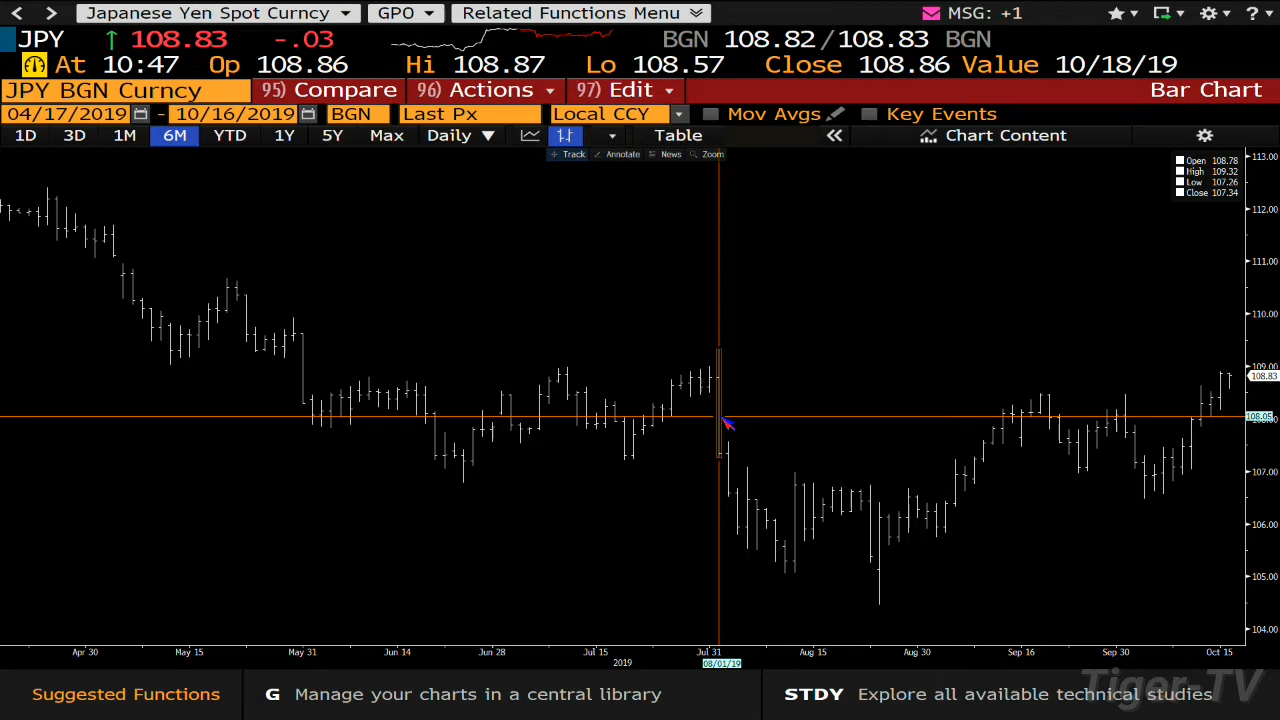 Japanese Yen Spot Curncy GPO Related Functions Menu MSG: +1 ?
JPY 108.83 -.03 BGN 108.82/108.83 BGN
At 10:47 Op 108.86 Hi 108.87 Lo 108.57 Close 108.86 Value 10/18/19
JPY BGN Curncy 95) Compare 96) Actions 97) Edit Bar Chart
04/17/2019 - 10/16/2019 BGN Last Px Local CCY Mov Avgs Key Events
1D 3D 1M 6M YTD 1Y 5Y Max Daily Table Chart Content
Track Annotate News Zoom
113.00
Open 108.78
High 109.32
Low 107.26
Close 107.34
112.00
111.00
110.00
109.00
108.83
108.05
107.00
106.00
105.00
104.00
Apr 30 May 15 May 31 Jun 14 Jun 28 Jul 15 Jul 31 Aug 15 Aug 30 Sep 16 Sep 30 Oct 15
2019 08/01/19
Suggested Functions G Manage your charts in a central library STDY Explore all available technical studies
Tiger-TV